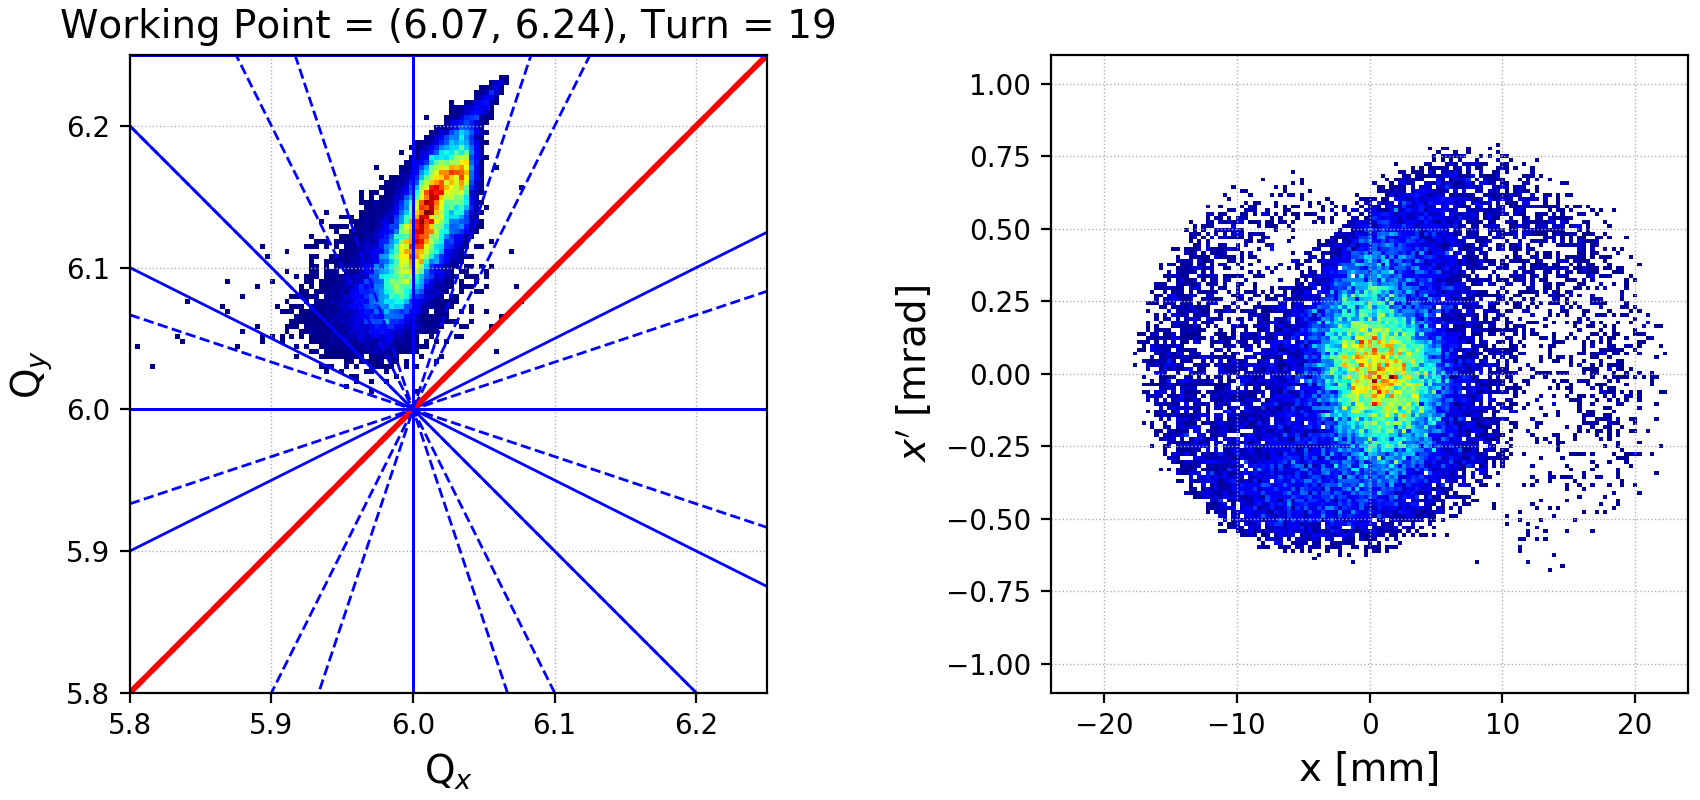 Working Point = (6.07, 6.24), Turn = 19
6.2
6.1
6.0
5.9
5.8
Q_y
5.8 5.9 6.0 6.1 6.2
Q_x
1.00
0.75
0.50
0.25
0.00
−0.25
−0.50
−0.75
−1.00
x′ [mrad]
−20 −10 0 10 20
x [mm]